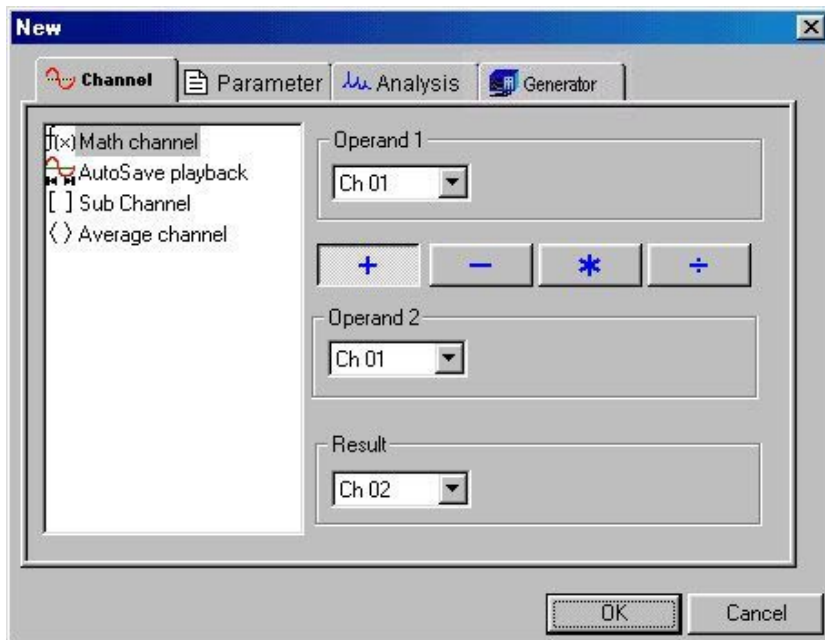 New
Channel
Parameter
Analysis
Generator
f(x) Math channel
AutoSave playback
[ ] Sub Channel
⟨ ⟩ Average channel
Operand 1
Ch 01
+
−
*
÷
Operand 2
Ch 01
Result
Ch 02
OK
Cancel